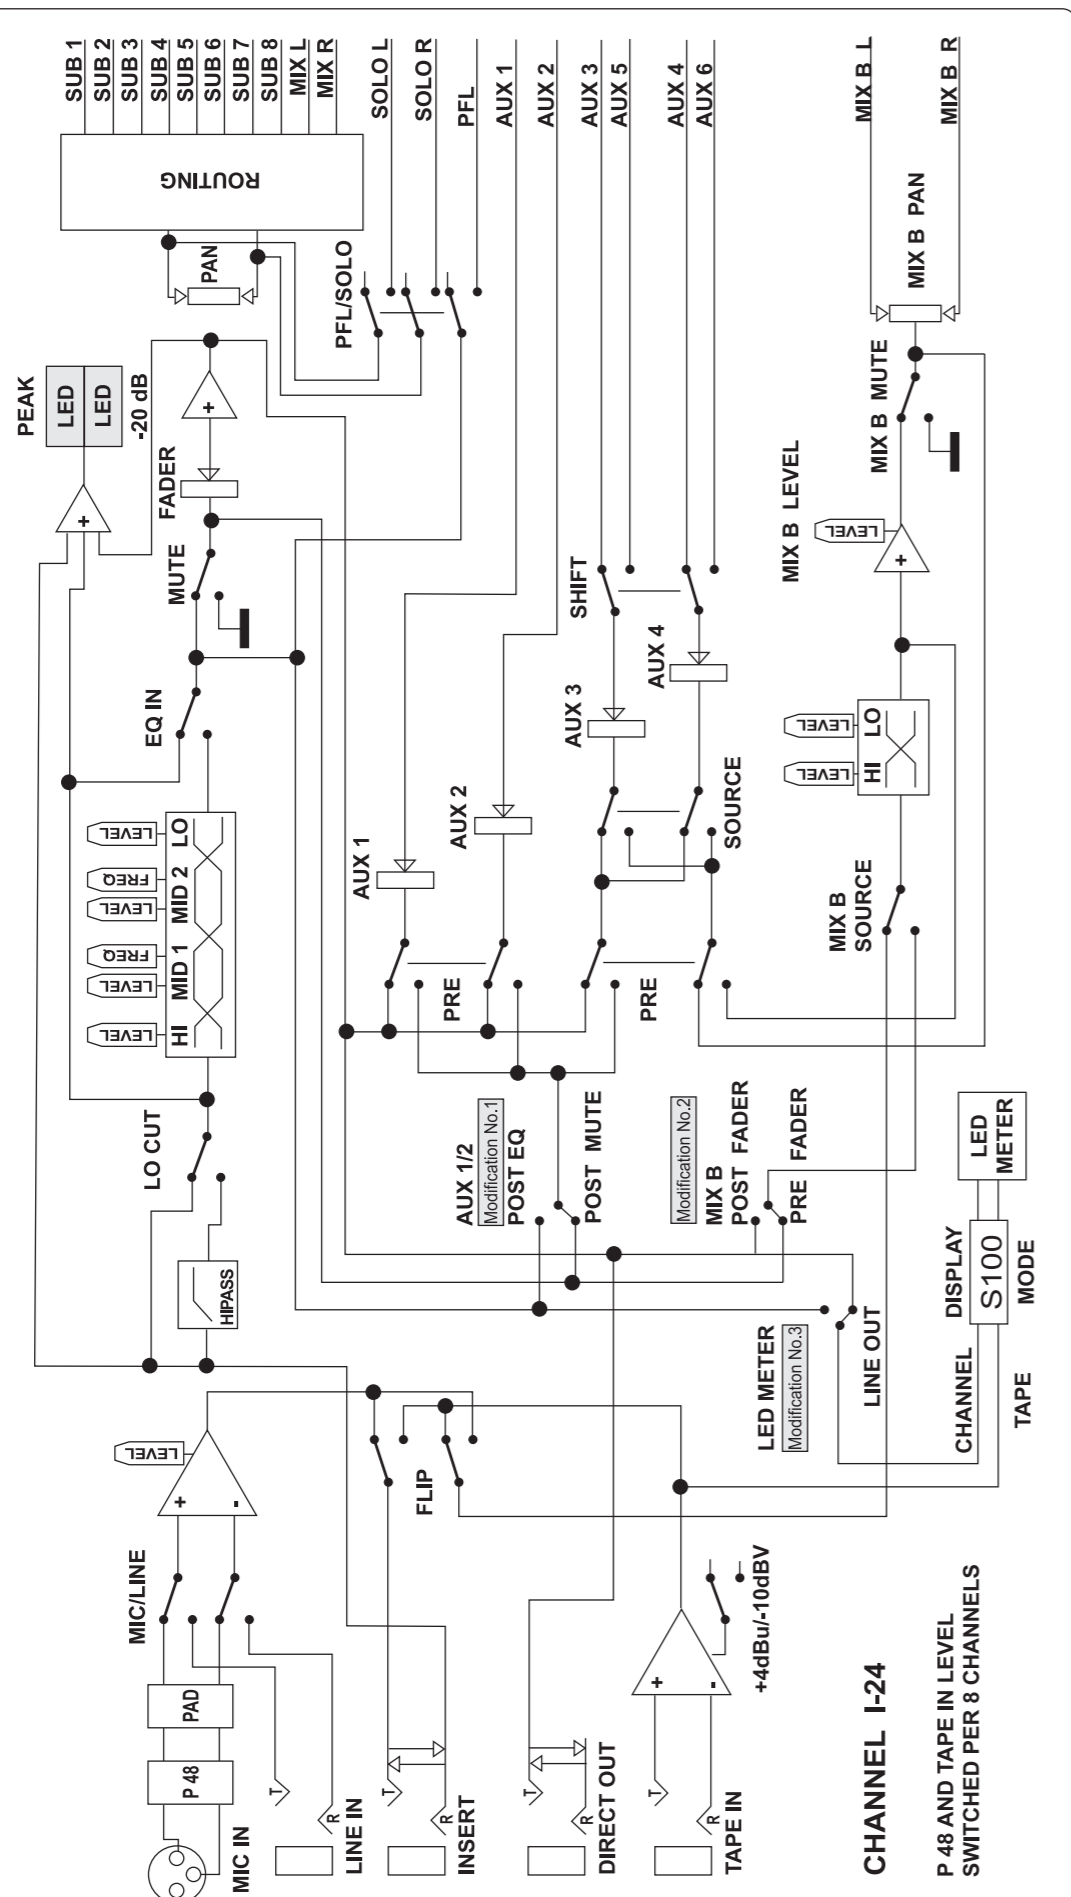 SUB 1
SUB 2
SUB 3
SUB 4
SUB 5
SUB 6
SUB 7
SUB 8
MIX L
MIX R
SOLO L
SOLO R
PFL
AUX 1
AUX 2
AUX 3
AUX 5
AUX 4
AUX 6
MIX B L
MIX B R
ROUTING
PAN
PFL/SOLO
MIX B PAN
PEAK
LED
LED
-20 dB
+
+
FADER
MUTE
EQ IN
SHIFT
AUX 3
AUX 4
MIX B MUTE
MIX B LEVEL
LEVEL
+
LEVEL
FREQ
LEVEL
FREQ
LEVEL
LEVEL
HI
MID 1
MID 2
LO
AUX 1
AUX 2
SOURCE
LEVEL
LEVEL
HI
LO
MIX B
SOURCE
PRE
PRE
LO CUT
HIPASS
AUX 1/2
Modification No.1
POST EQ
POST MUTE
Modification No.2
MIX B
POST FADER
PRE FADER
LED
METER
DISPLAY
S100
MODE
LED METER
Modification No.3
LINE OUT
CHANNEL
TAPE
LEVEL
+
-
MIC/LINE
FLIP
PAD
P 48
MIC IN
T
R
LINE IN
T
R
INSERT
T
R
DIRECT OUT
T
R
TAPE IN
+
-
+4dBu/-10dBV
CHANNEL I-24
P 48 AND TAPE IN LEVEL
SWITCHED PER 8 CHANNELS